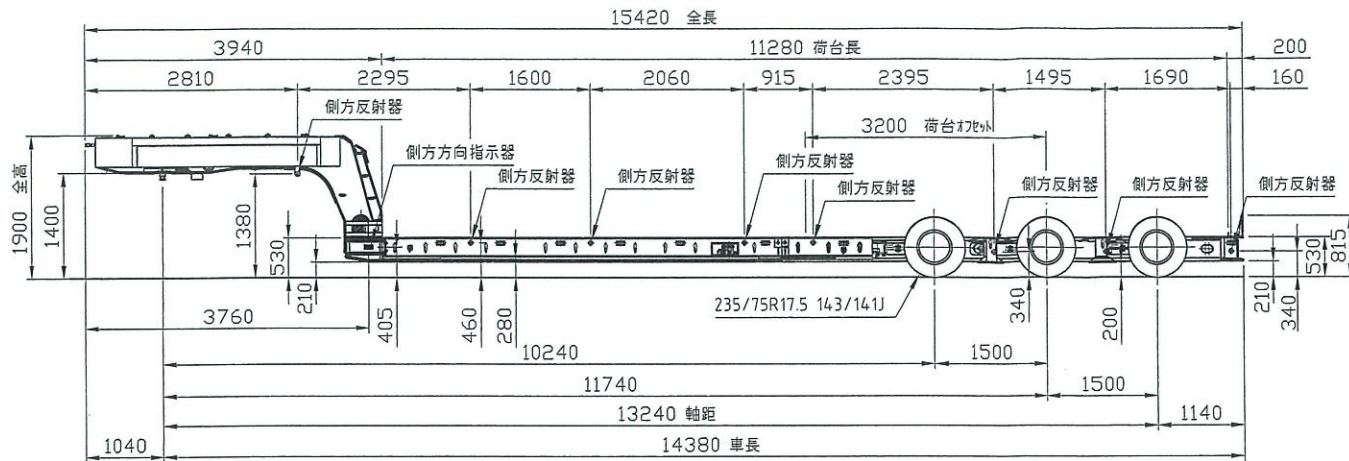 15420 全長
3940
11280 荷台長
200
2810
2295
1600
2060
915
2395
1495
1690
160
側方反射器
3200 荷台オフセット
側方方向指示器
側方反射器
側方反射器
側方反射器
側方反射器
側方反射器
側方反射器
側方反射器
1900 全高
1400
1380
530
210
405
460
280
235/75R17.5 143/141J
340
200
210
530
340
815
3760
10240
1500
11740
1500
13240 軸距
1140
1040
14380 車長